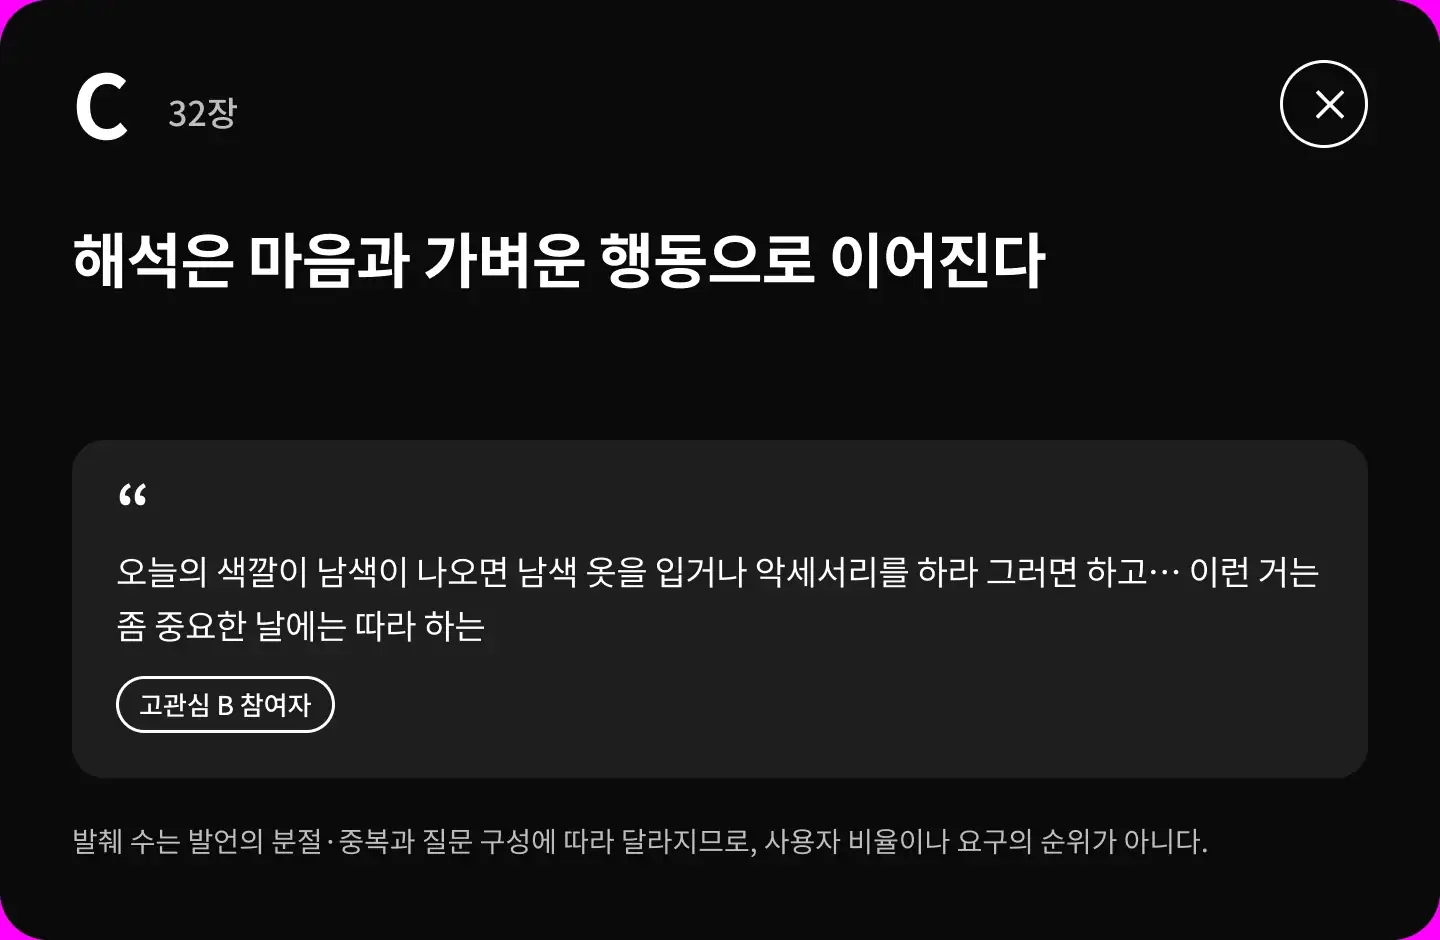 C 32장
해석은 마음과 가벼운 행동으로 이어진다
“
오늘의 색깔이 남색이 나오면 남색 옷을 입거나 악세서리를 하라 그러면 하고… 이런 거는
좀 중요한 날에는 따라 하는
고관심 B 참여자
발췌 수는 발언의 분절·중복과 질문 구성에 따라 달라지므로, 사용자 비율이나 요구의 순위가 아니다.